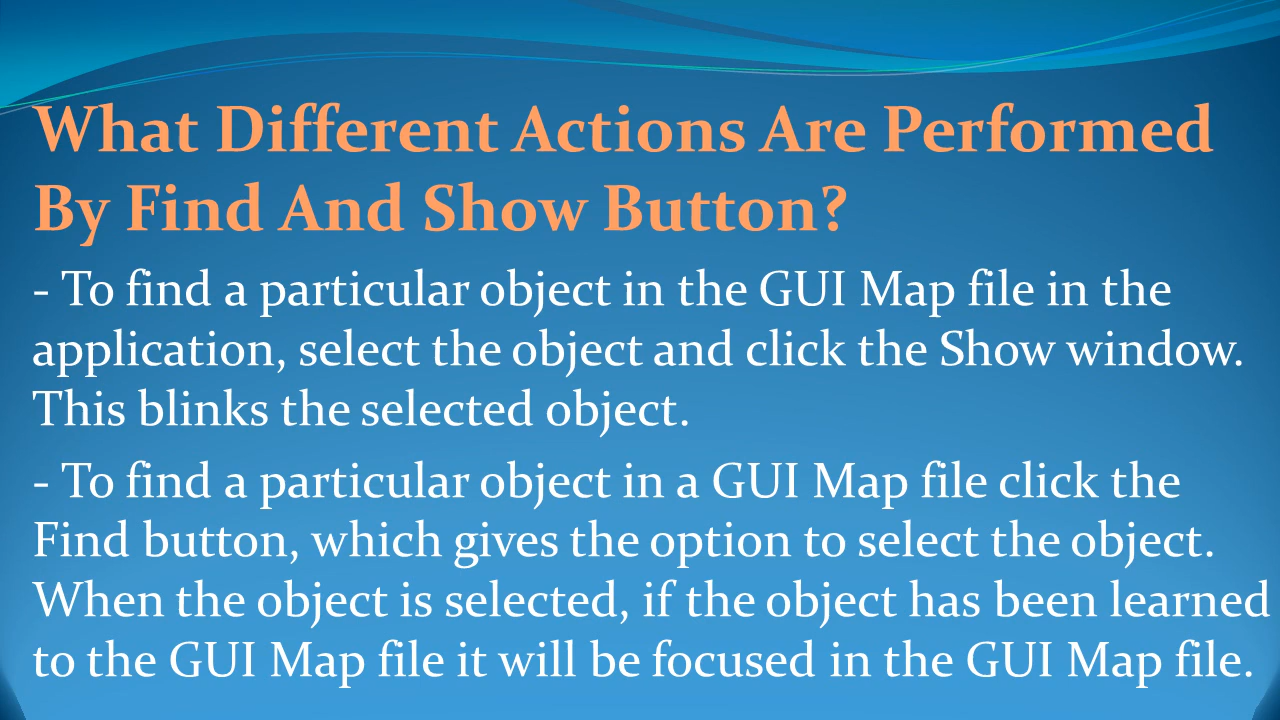 What Different Actions Are Performed
By Find And Show Button?
- To find a particular object in the GUI Map file in the
application, select the object and click the Show window.
This blinks the selected object.
- To find a particular object in a GUI Map file click the
Find button, which gives the option to select the object.
When the object is selected, if the object has been learned
to the GUI Map file it will be focused in the GUI Map file.